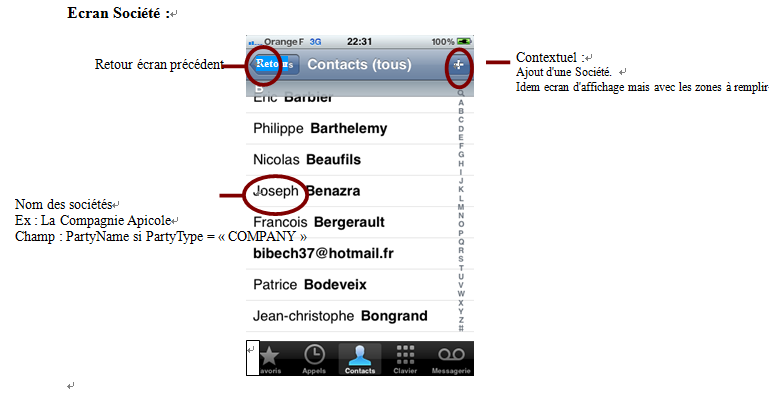 Ecran Société :
Orange F 3G 22:31 100%
Retour écran précédent
Retours
Contacts (tous)
+
Contextuel :
Ajout d'une Société.
Idem ecran d'affichage mais avec les zones à remplir
B
Eric Barbier
Philippe Barthelemy
Nicolas Beaufils
Joseph Benazra
Nom des sociétés
Ex : La Compagnie Apicole
Champ : PartyName si PartyType = « COMPANY »
Francois Bergerault
bibech37@hotmail.fr
Patrice Bodeveix
Jean-christophe Bongrand
A
B
C
D
E
F
G
H
I
J
K
L
M
N
O
P
Q
R
S
T
U
V
W
X
Y
Z
#
avoris Appels Contacts Clavier Messagerie